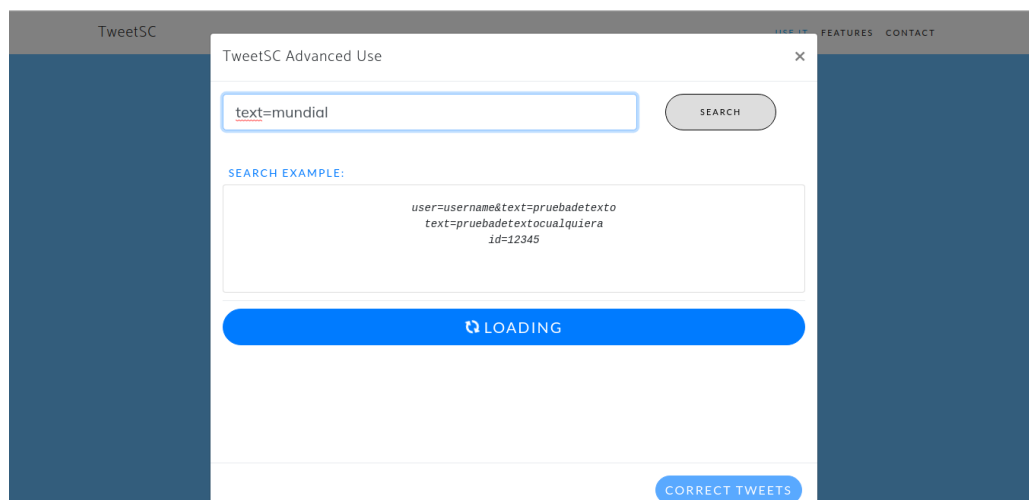 TweetSC
USE IT FEATURES CONTACT
TweetSC Advanced Use ×
text=mundial
SEARCH
SEARCH EXAMPLE:
user=username&text=pruebadetexto
text=pruebadetextocualquiera
id=12345
LOADING
CORRECT TWEETS